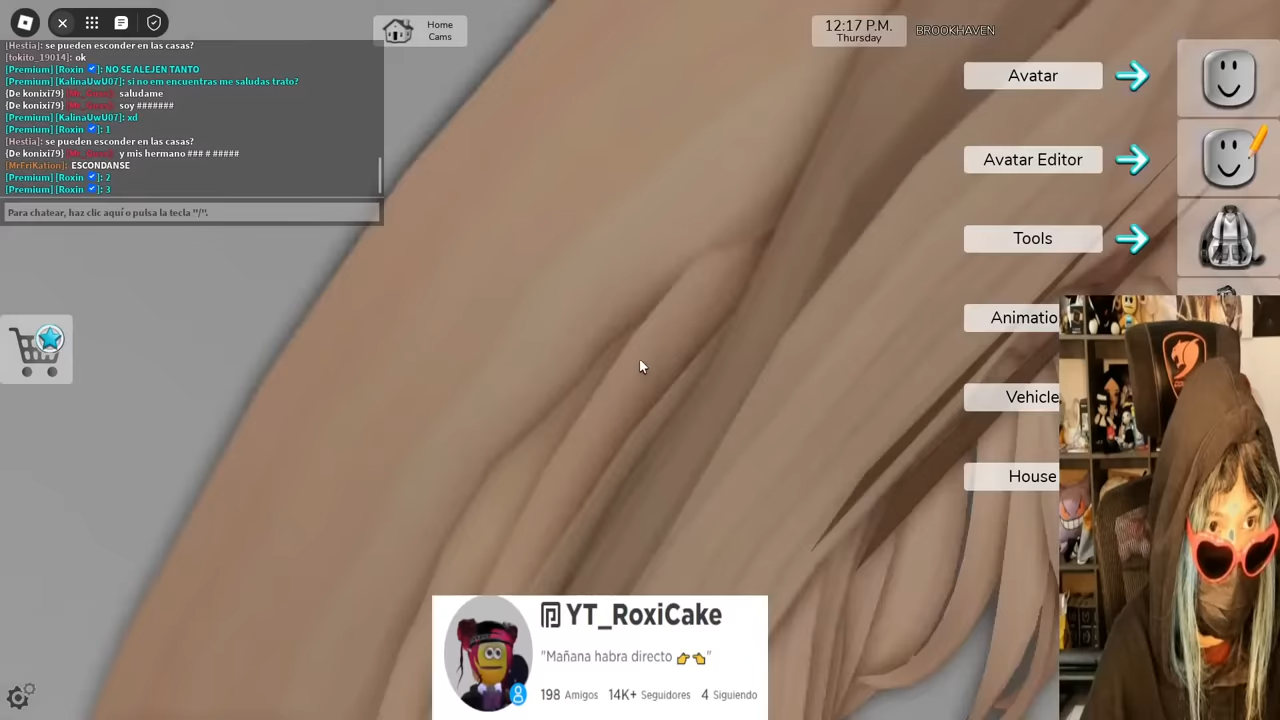 Home
Cams
12:17 P.M.
Thursday
BROOKHAVEN
[Hestia]: se pueden esconder en las casas?
[tokito_19014]: ok
[Premium] [Roxin]: NO SE ALEJEN TANTO
[Premium] [KalinaUwU07]: si no em encuentras me saludas trato?
{De konixi79} saludame
{De konixi79} soy #######
[Premium] [KalinaUwU07]: xd
[Premium] [Roxin]: 1
[Hestia]: se pueden esconder en las casas?
{De konixi79} y mis hermano ### # #####
[MrFriKation]: ESCONDANSE
[Premium] [Roxin]: 2
[Premium] [Roxin]: 3
Para chatear, haz clic aquí o pulsa la tecla "/".
Avatar
Avatar Editor
Tools
Animatio
Vehicle
House
YT_RoxiCake
"Mañana habra directo 👉👈"
198 Amigos 14K+ Seguidores 4 Siguiendo